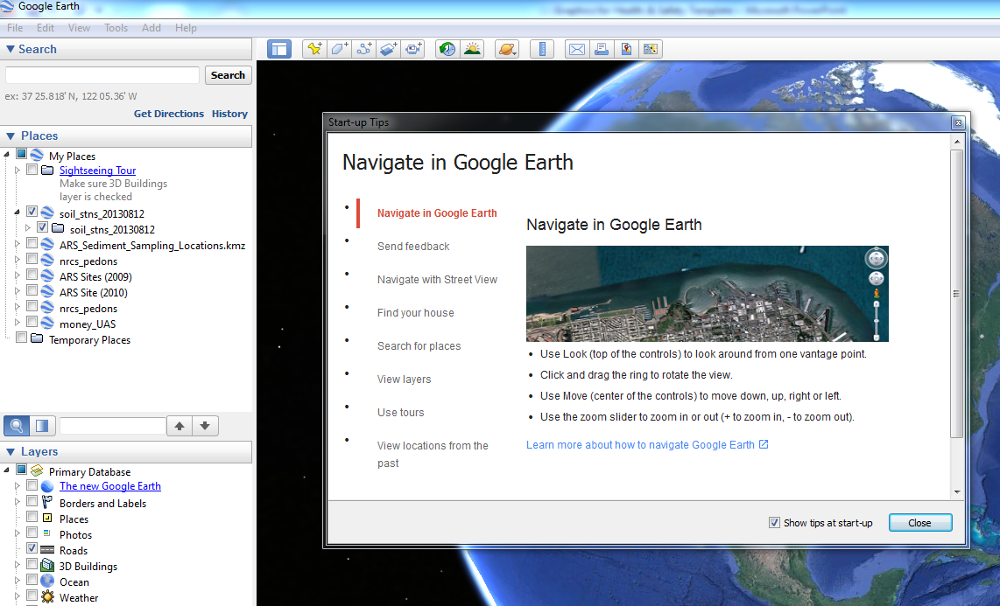 Google Earth
File Edit View Tools Add Help
Search
Search
ex: 37 25.818' N, 122 05.36' W
Get Directions History
Places
My Places
Sightseeing Tour
Make sure 3D Buildings
layer is checked
soil_stns_20130812
soil_stns_20130812
ARS_Sediment_Sampling_Locations.kmz
nrcs_pedons
ARS Sites (2009)
ARS Site (2010)
nrcs_pedons
money_UAS
Temporary Places
Layers
Primary Database
The new Google Earth
Borders and Labels
Places
Photos
Roads
3D Buildings
Ocean
Weather
Start-up Tips
Navigate in Google Earth
Navigate in Google Earth
Send feedback
Navigate with Street View
Find your house
Search for places
View layers
Use tours
View locations from the
past
Navigate in Google Earth
Use Look (top of the controls) to look around from one vantage point.
Click and drag the ring to rotate the view.
Use Move (center of the controls) to move down, up, right or left.
Use the zoom slider to zoom in or out (+ to zoom in, - to zoom out).
Learn more about how to navigate Google Earth
Show tips at start-up
Close